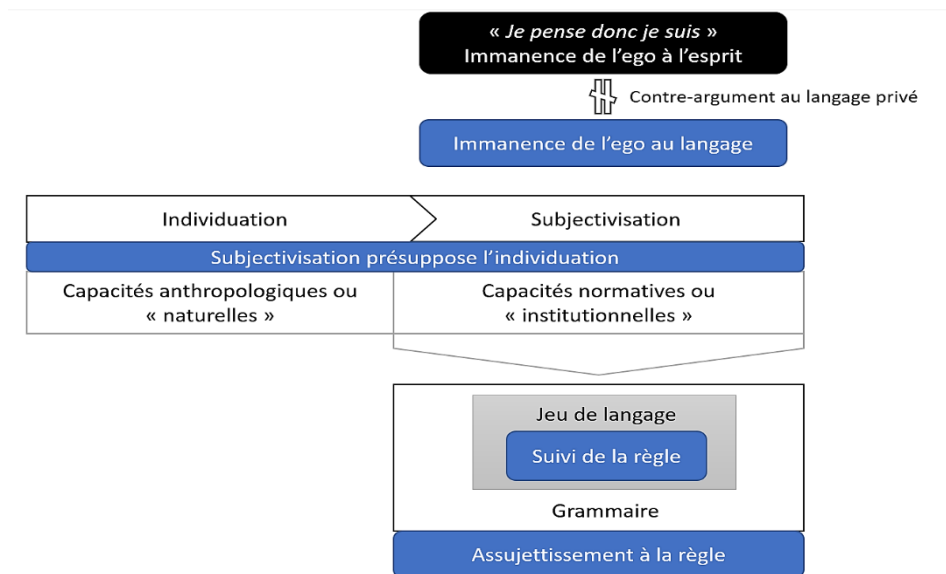 « Je pense donc je suis »
Immanence de l’ego à l’esprit
Contre-argument au langage privé
Immanence de l’ego au langage
Individuation
Subjectivisation
Subjectivisation présuppose l’individuation
Capacités anthropologiques ou
« naturelles »
Capacités normatives ou
« institutionnelles »
Jeu de langage
Suivi de la règle
Grammaire
Assujettissement à la règle